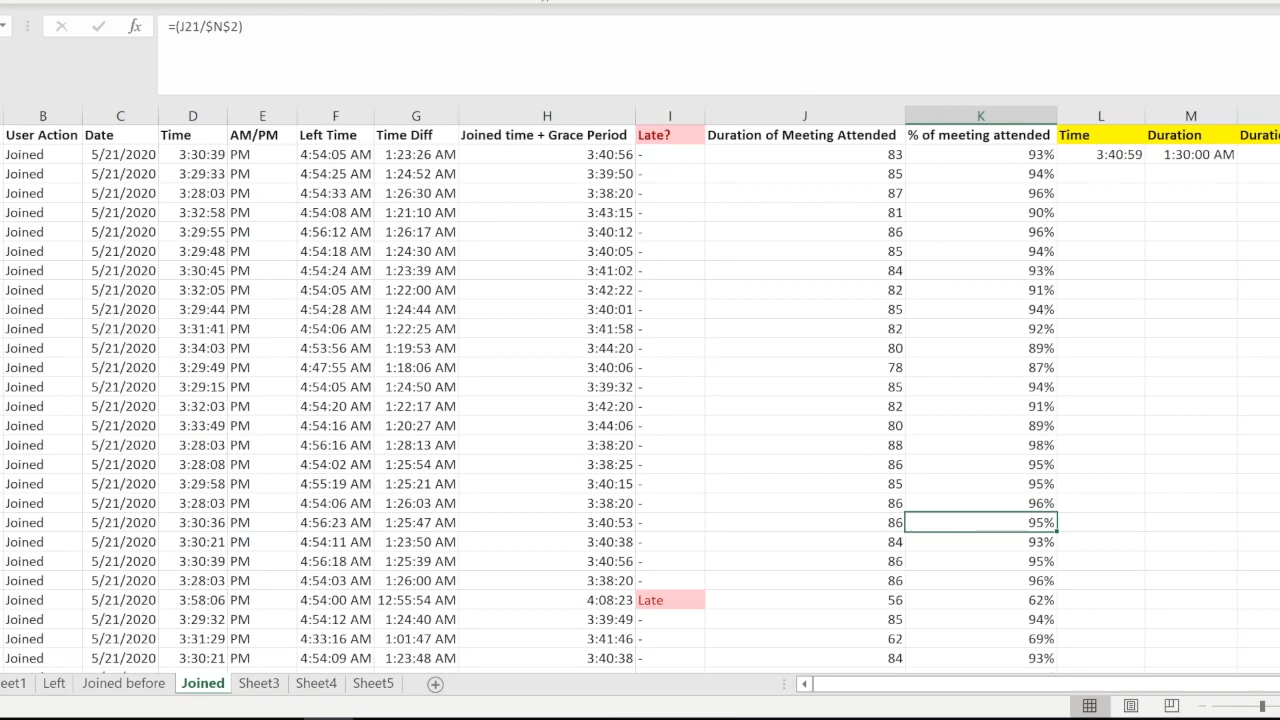 fx =(J21/$N$2)
B C D E F G H I J K L M
User Action Date Time AM/PM Left Time Time Diff Joined time + Grace Period Late? Duration of Meeting Attended % of meeting attended Time Duration Durati
Joined 5/21/2020 3:30:39 PM 4:54:05 AM 1:23:26 AM 3:40:56 - 83 93% 3:40:59 1:30:00 AM
Joined 5/21/2020 3:29:33 PM 4:54:25 AM 1:24:52 AM 3:39:50 - 85 94%
Joined 5/21/2020 3:28:03 PM 4:54:33 AM 1:26:30 AM 3:38:20 - 87 96%
Joined 5/21/2020 3:32:58 PM 4:54:08 AM 1:21:10 AM 3:43:15 - 81 90%
Joined 5/21/2020 3:29:55 PM 4:56:12 AM 1:26:17 AM 3:40:12 - 86 96%
Joined 5/21/2020 3:29:48 PM 4:54:18 AM 1:24:30 AM 3:40:05 - 85 94%
Joined 5/21/2020 3:30:45 PM 4:54:24 AM 1:23:39 AM 3:41:02 - 84 93%
Joined 5/21/2020 3:32:05 PM 4:54:05 AM 1:22:00 AM 3:42:22 - 82 91%
Joined 5/21/2020 3:29:44 PM 4:54:28 AM 1:24:44 AM 3:40:01 - 85 94%
Joined 5/21/2020 3:31:41 PM 4:54:06 AM 1:22:25 AM 3:41:58 - 82 92%
Joined 5/21/2020 3:34:03 PM 4:53:56 AM 1:19:53 AM 3:44:20 - 80 89%
Joined 5/21/2020 3:29:49 PM 4:47:55 AM 1:18:06 AM 3:40:06 - 78 87%
Joined 5/21/2020 3:29:15 PM 4:54:05 AM 1:24:50 AM 3:39:32 - 85 94%
Joined 5/21/2020 3:32:03 PM 4:54:20 AM 1:22:17 AM 3:42:20 - 82 91%
Joined 5/21/2020 3:33:49 PM 4:54:16 AM 1:20:27 AM 3:44:06 - 80 89%
Joined 5/21/2020 3:28:03 PM 4:56:16 AM 1:28:13 AM 3:38:20 - 88 98%
Joined 5/21/2020 3:28:08 PM 4:54:02 AM 1:25:54 AM 3:38:25 - 86 95%
Joined 5/21/2020 3:29:58 PM 4:55:19 AM 1:25:21 AM 3:40:15 - 85 95%
Joined 5/21/2020 3:28:03 PM 4:54:06 AM 1:26:03 AM 3:38:20 - 86 96%
Joined 5/21/2020 3:30:36 PM 4:56:23 AM 1:25:47 AM 3:40:53 - 86 95%
Joined 5/21/2020 3:30:21 PM 4:54:11 AM 1:23:50 AM 3:40:38 - 84 93%
Joined 5/21/2020 3:30:39 PM 4:56:18 AM 1:25:39 AM 3:40:56 - 86 95%
Joined 5/21/2020 3:28:03 PM 4:54:03 AM 1:26:00 AM 3:38:20 - 86 96%
Joined 5/21/2020 3:58:06 PM 4:54:00 AM 12:55:54 AM 4:08:23 Late 56 62%
Joined 5/21/2020 3:29:32 PM 4:54:12 AM 1:24:40 AM 3:39:49 - 85 94%
Joined 5/21/2020 3:31:29 PM 4:33:16 AM 1:01:47 AM 3:41:46 - 62 69%
Joined 5/21/2020 3:30:21 PM 4:54:09 AM 1:23:48 AM 3:40:38 - 84 93%
eet1 Left Joined before Joined Sheet3 Sheet4 Sheet5